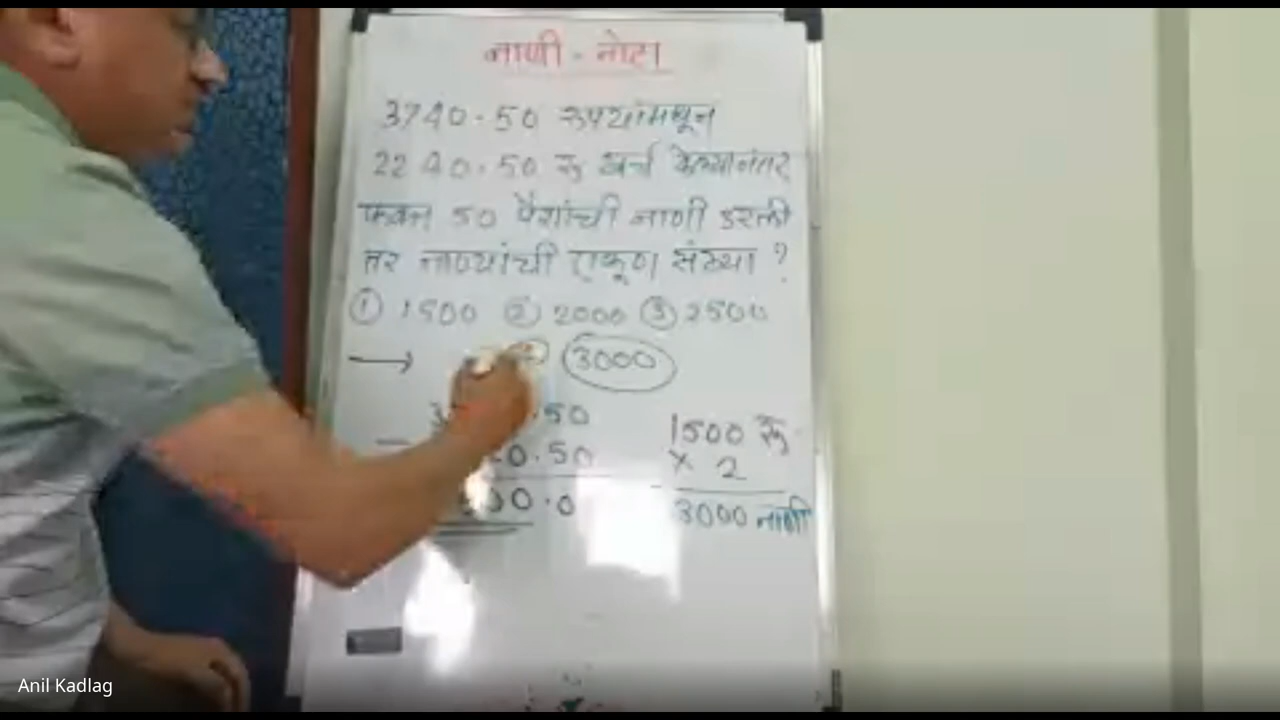 नाणी - नोटा
3740.50 रुपयांमधून
2240.50 रु खर्च केल्यानंतर
फक्त 50 पैशांची नाणी उरली
तर नाण्यांची एकूण संख्या ?
① 1500 ② 2000 ③ 2500
→ 3000
.50 1500 रु.
- 0.50 × 2
00.0 3000 नाणी
Anil Kadlag